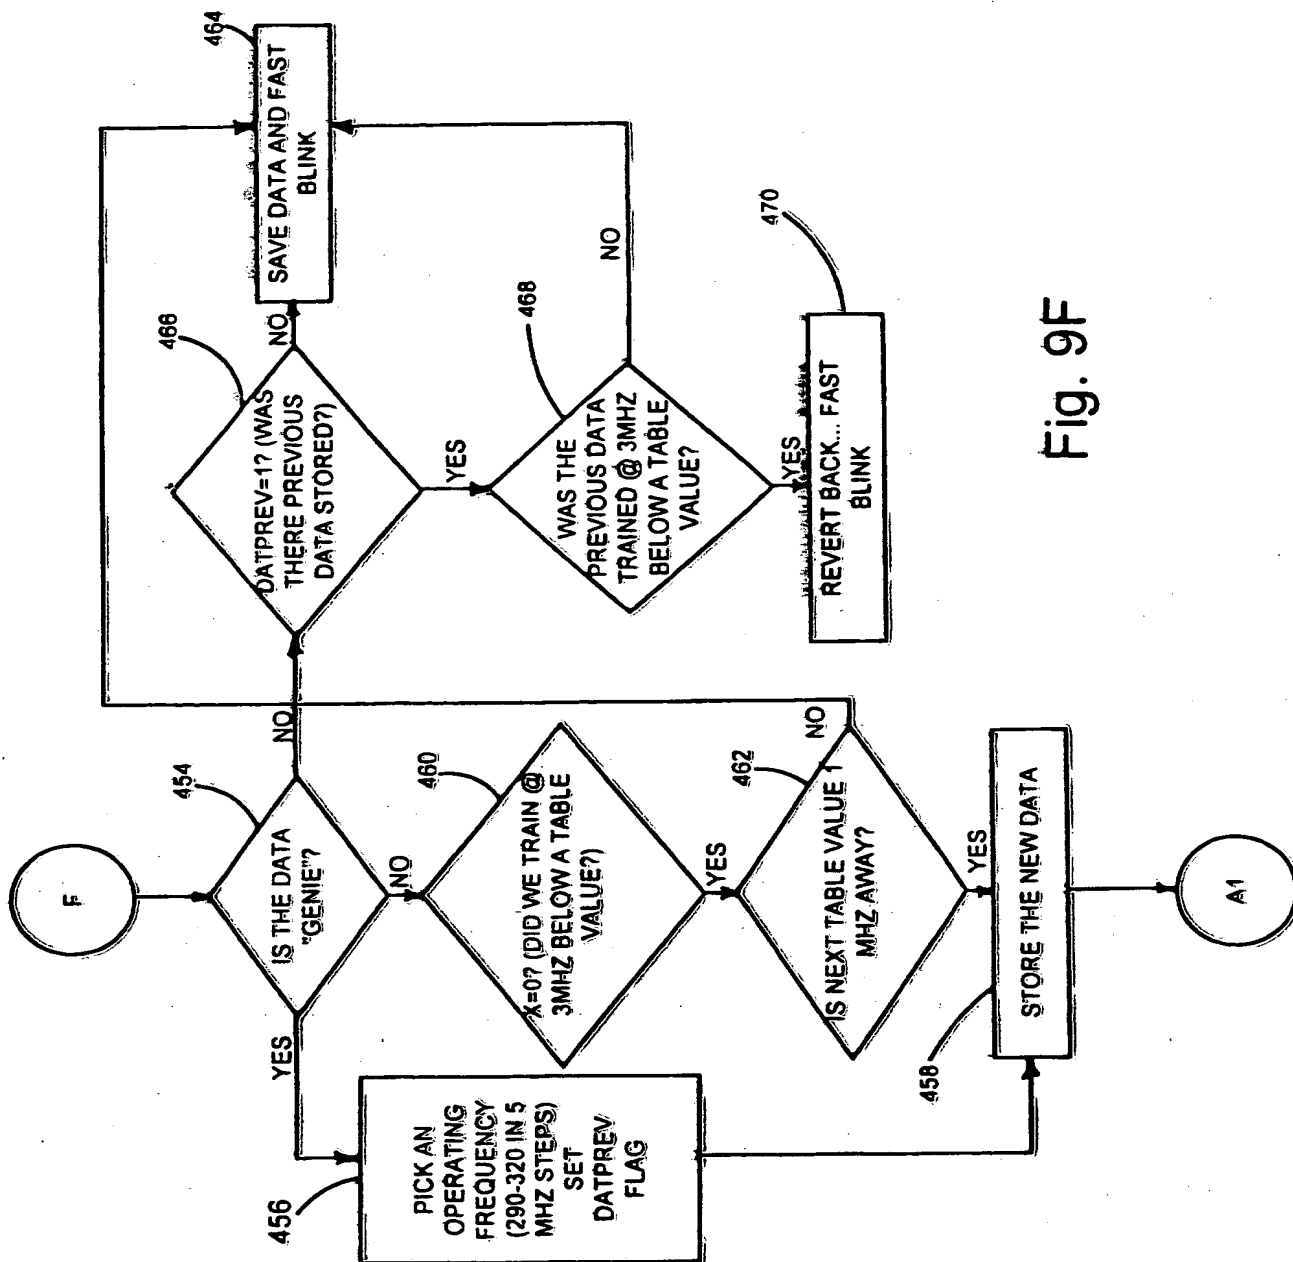 F
454
IS THE DATA
"GENIE"?
YES
NO
NO
456
PICK AN
OPERATING
FREQUENCY
(290-320 IN 5
MHZ STEPS)
SET
DATPREV
FLAG
460
X=0? (DID WE TRAIN @
3MHZ BELOW A TABLE
VALUE?)
YES
462
IS NEXT TABLE VALUE 1
MHZ AWAY?
NO
YES
458
STORE THE NEW DATA
A1
466
DATPREV=1? (WAS
THERE PREVIOUS
DATA STORED?)
NO
YES
464
SAVE DATA AND FAST
BLINK
468
WAS THE
PREVIOUS DATA
TRAINED @ 3MHZ
BELOW A TABLE
VALUE?
NO
YES
470
REVERT BACK... FAST
BLINK
Fig. 9F